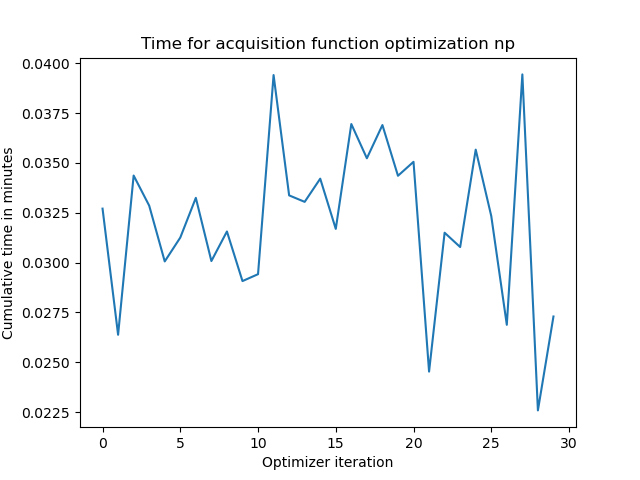 Time for acquisition function optimization np
Cumulative time in minutes
0.0400
0.0375
0.0350
0.0325
0.0300
0.0275
0.0250
0.0225
0 5 10 15 20 25 30
Optimizer iteration